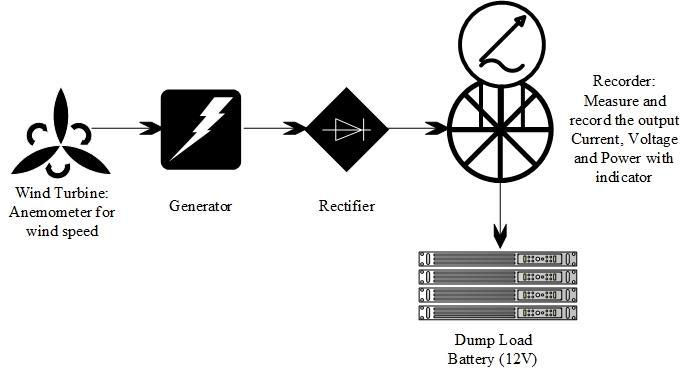 Wind Turbine:
Anemometer for
wind speed
Generator
Rectifier
Recorder:
Measure and
record the output
Current, Voltage
and Power with
indicator
Dump Load
Battery (12V)